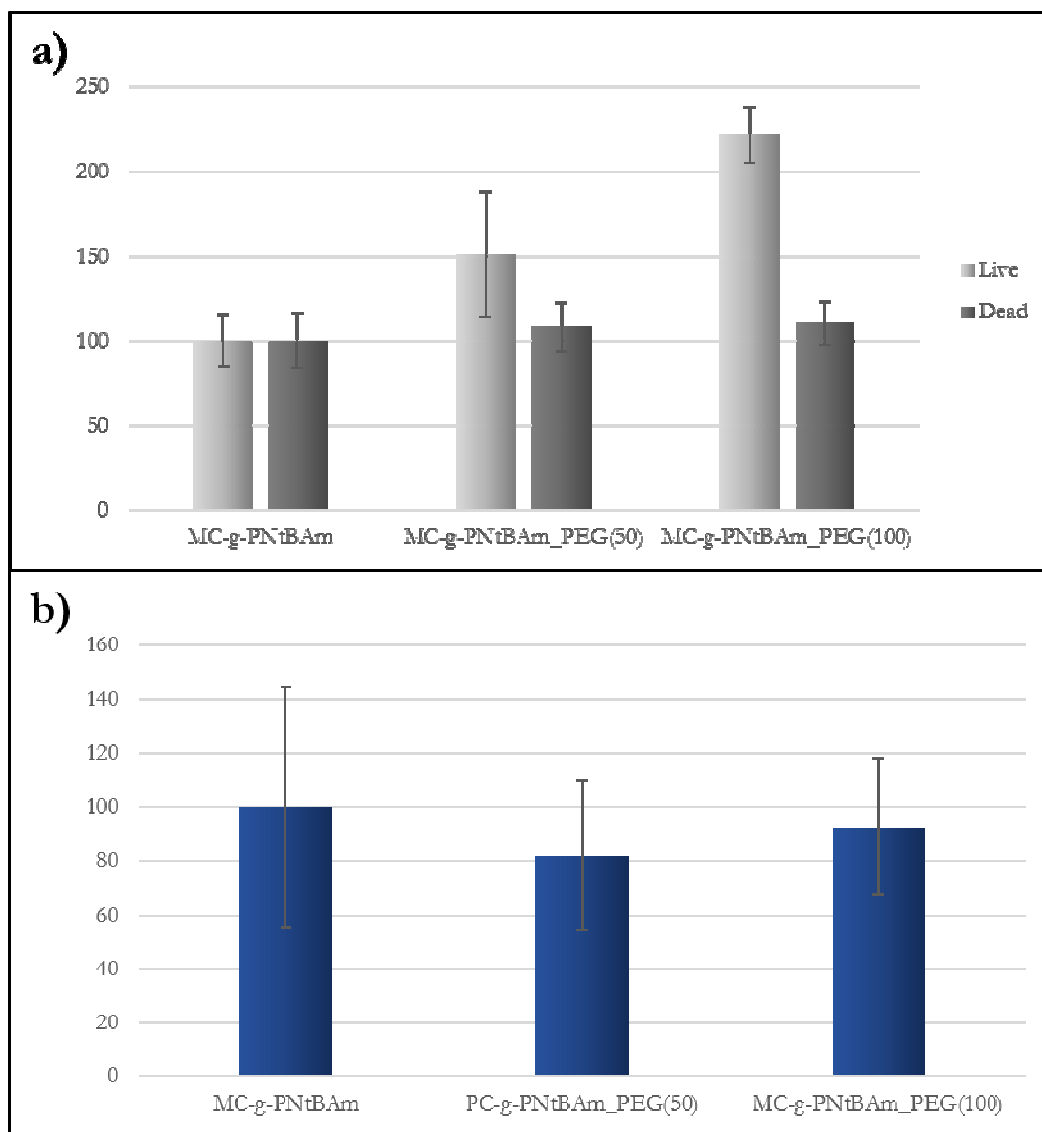 a)
250
200
150
100
50
0
Live
Dead
MC-g-PNtBAm MC-g-PNtBAm_PEG(50) MC-g-PNtBAm_PEG(100)
b)
160
140
120
100
80
60
40
20
0
MC-g-PNtBAm PC-g-PNtBAm_PEG(50) MC-g-PNtBAm_PEG(100)